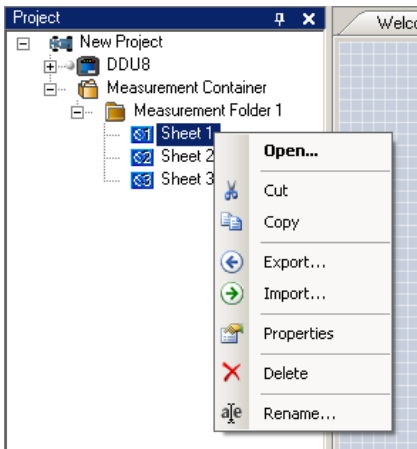 Project
Welco
New Project
DDU8
Measurement Container
Measurement Folder 1
Sheet 1
Sheet 2
Sheet 3
Open...
Cut
Copy
Export...
Import...
Properties
Delete
Rename...